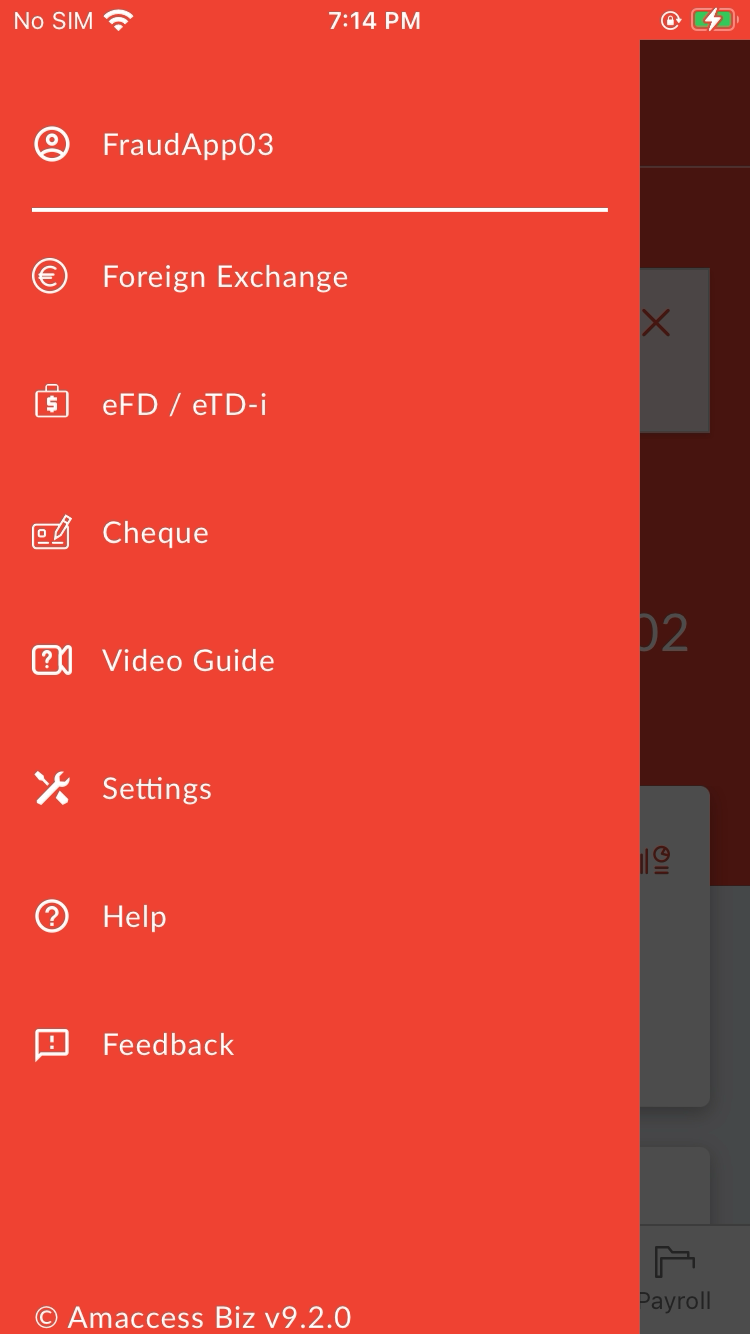 No SIM 7:14 PM
FraudApp03
Foreign Exchange
eFD / eTD-i
Cheque
Video Guide
Settings
Help
Feedback
02
Payroll
© Amaccess Biz v9.2.0